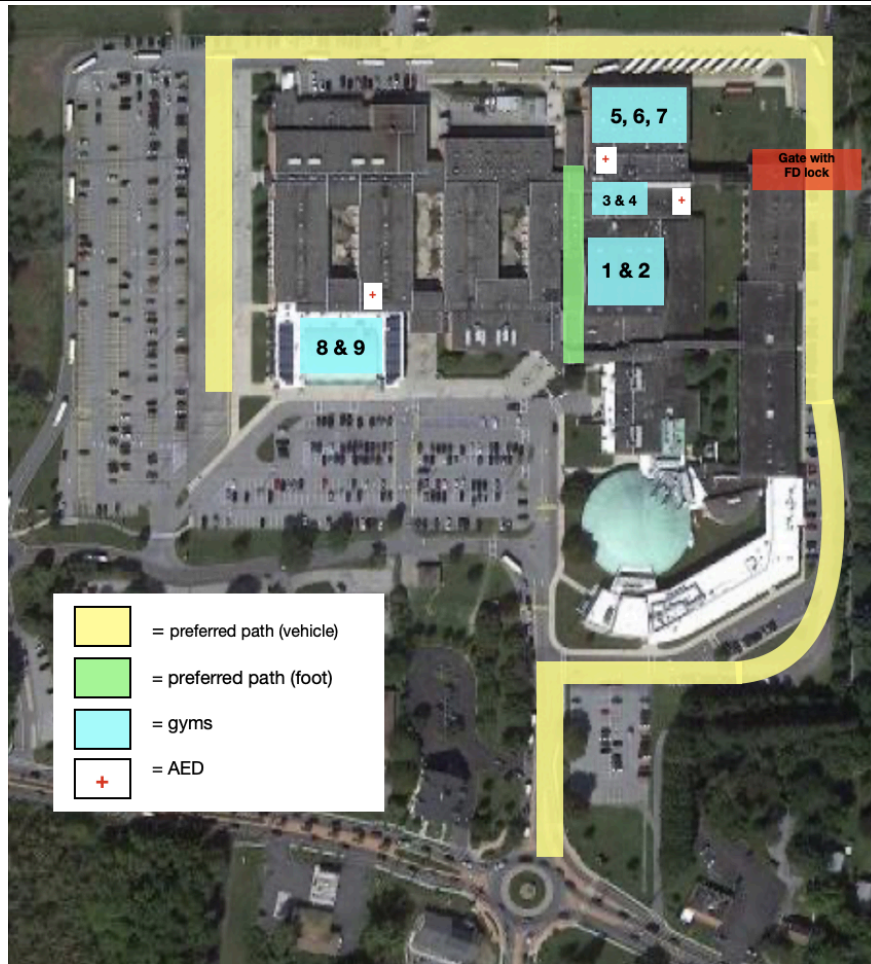 5, 6, 7
Gate with
FD lock
3 & 4
1 & 2
8 & 9
= preferred path (vehicle)
= preferred path (foot)
= gyms
= AED